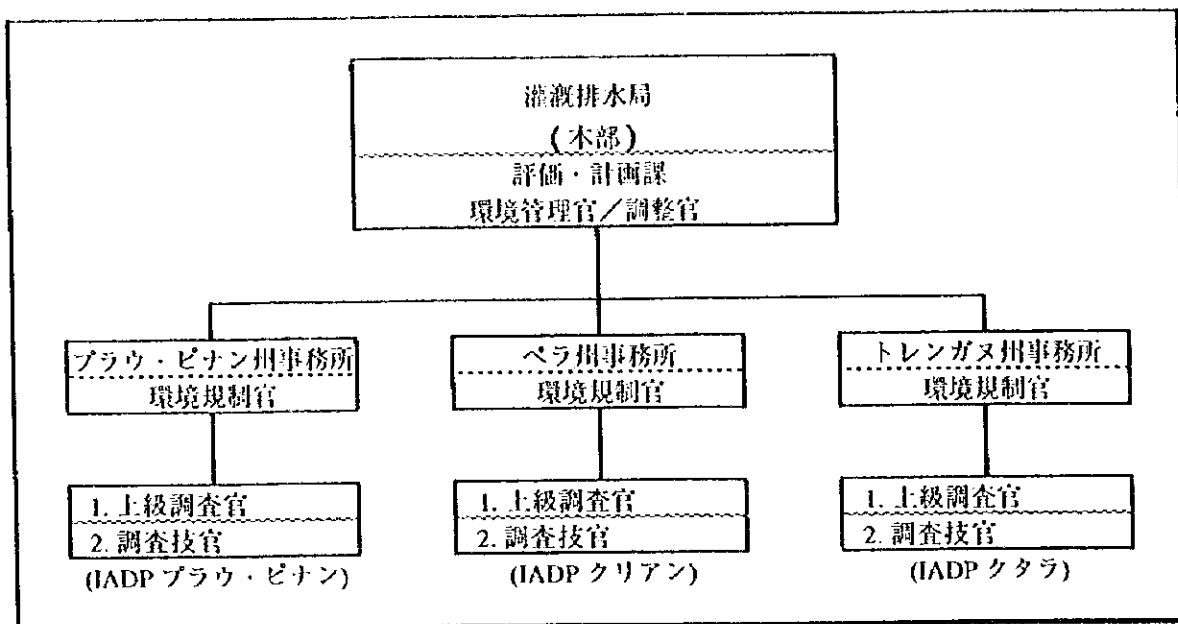 灌漑排水局
(本部)
評価・計画課
環境管理官／調整官
プラウ・ピナン州事務所
環境規制官
ペラ州事務所
環境規制官
トレンガヌ州事務所
環境規制官
1. 上級調査官
2. 調査技官
(IADP プラウ・ピナン)
1. 上級調査官
2. 調査技官
(IADP クリアン)
1. 上級調査官
2. 調査技官
(IADP クタラ)